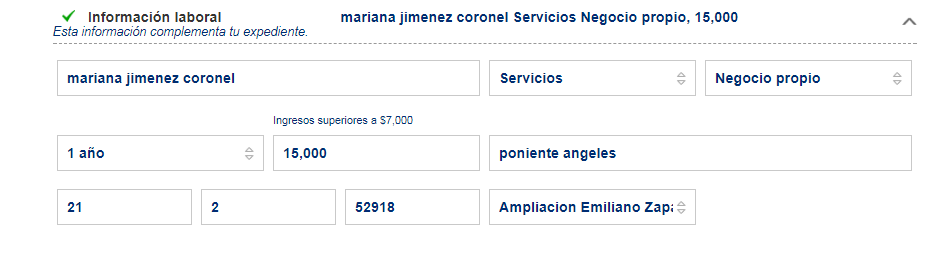 Información laboral mariana jimenez coronel Servicios Negocio propio, 15,000
Esta información complementa tu expediente.
mariana jimenez coronel Servicios Negocio propio
Ingresos superiores a $7,000
1 año 15,000 poniente angeles
21 2 52918 Ampliacion Emiliano Zapa